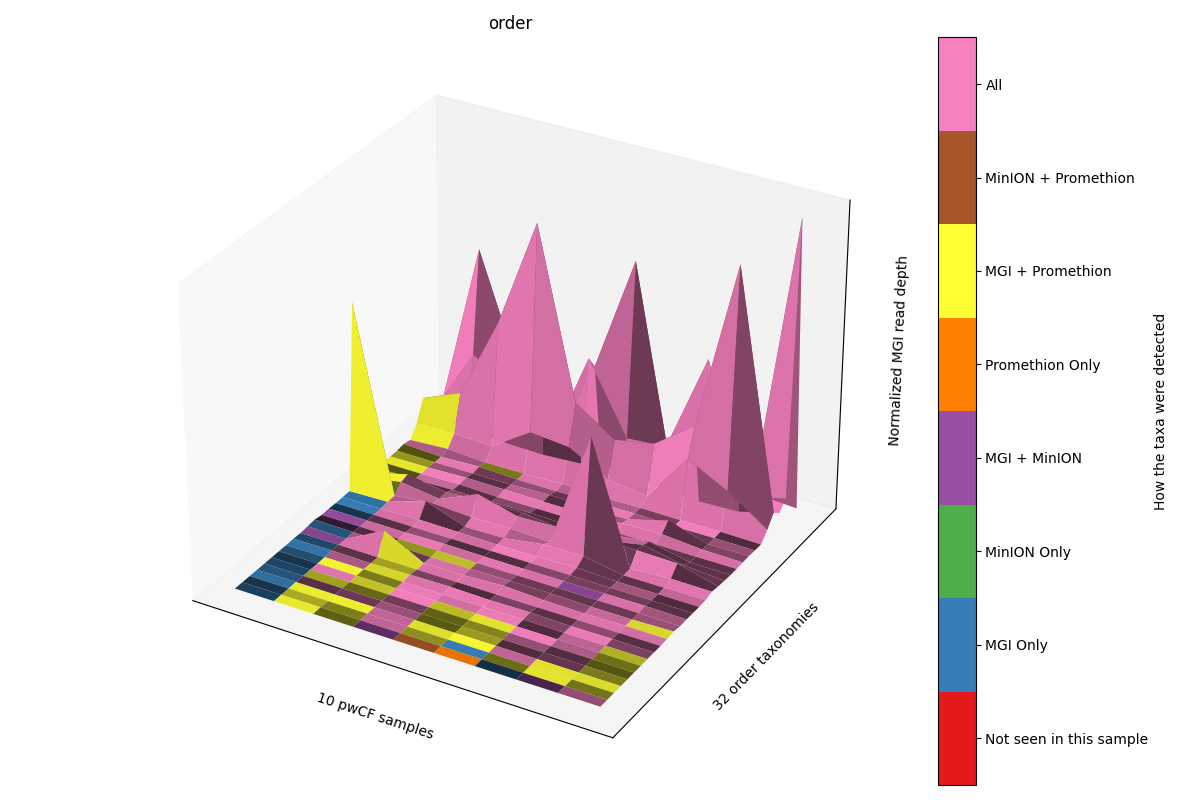 order
All
MinION + Promethion
MGI + Promethion
Promethion Only
MGI + MinION
MinION Only
MGI Only
Not seen in this sample
How the taxa were detected
Normalized MGI read depth
32 order taxonomies
10 pwCF samples